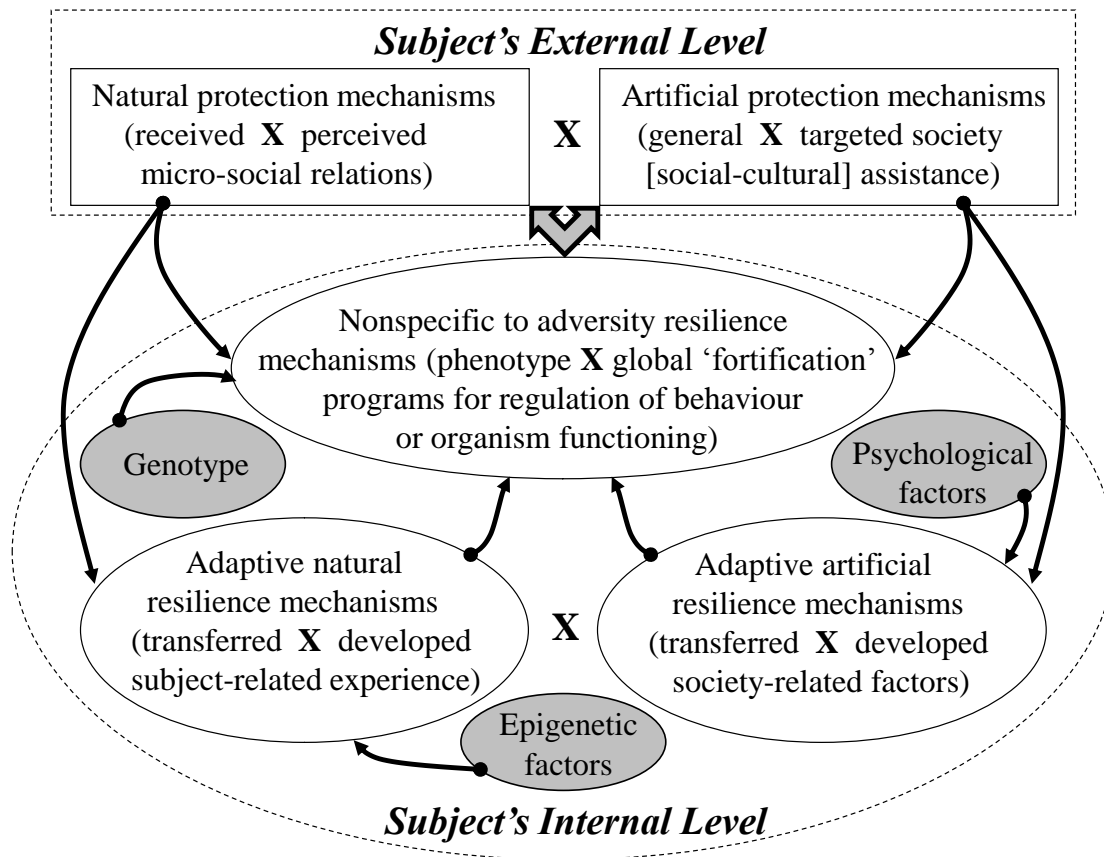 Subject's External Level
Natural protection mechanisms
(received X perceived
micro-social relations)
X
Artificial protection mechanisms
(general X targeted society
[social-cultural] assistance)
Nonspecific to adversity resilience
mechanisms (phenotype X global ‘fortification’
programs for regulation of behaviour
or organism functioning)
Genotype
Psychological
factors
Adaptive natural
resilience mechanisms
(transferred X developed
subject-related experience)
X
Adaptive artificial
resilience mechanisms
(transferred X developed
society-related factors)
Epigenetic
factors
Subject's Internal Level